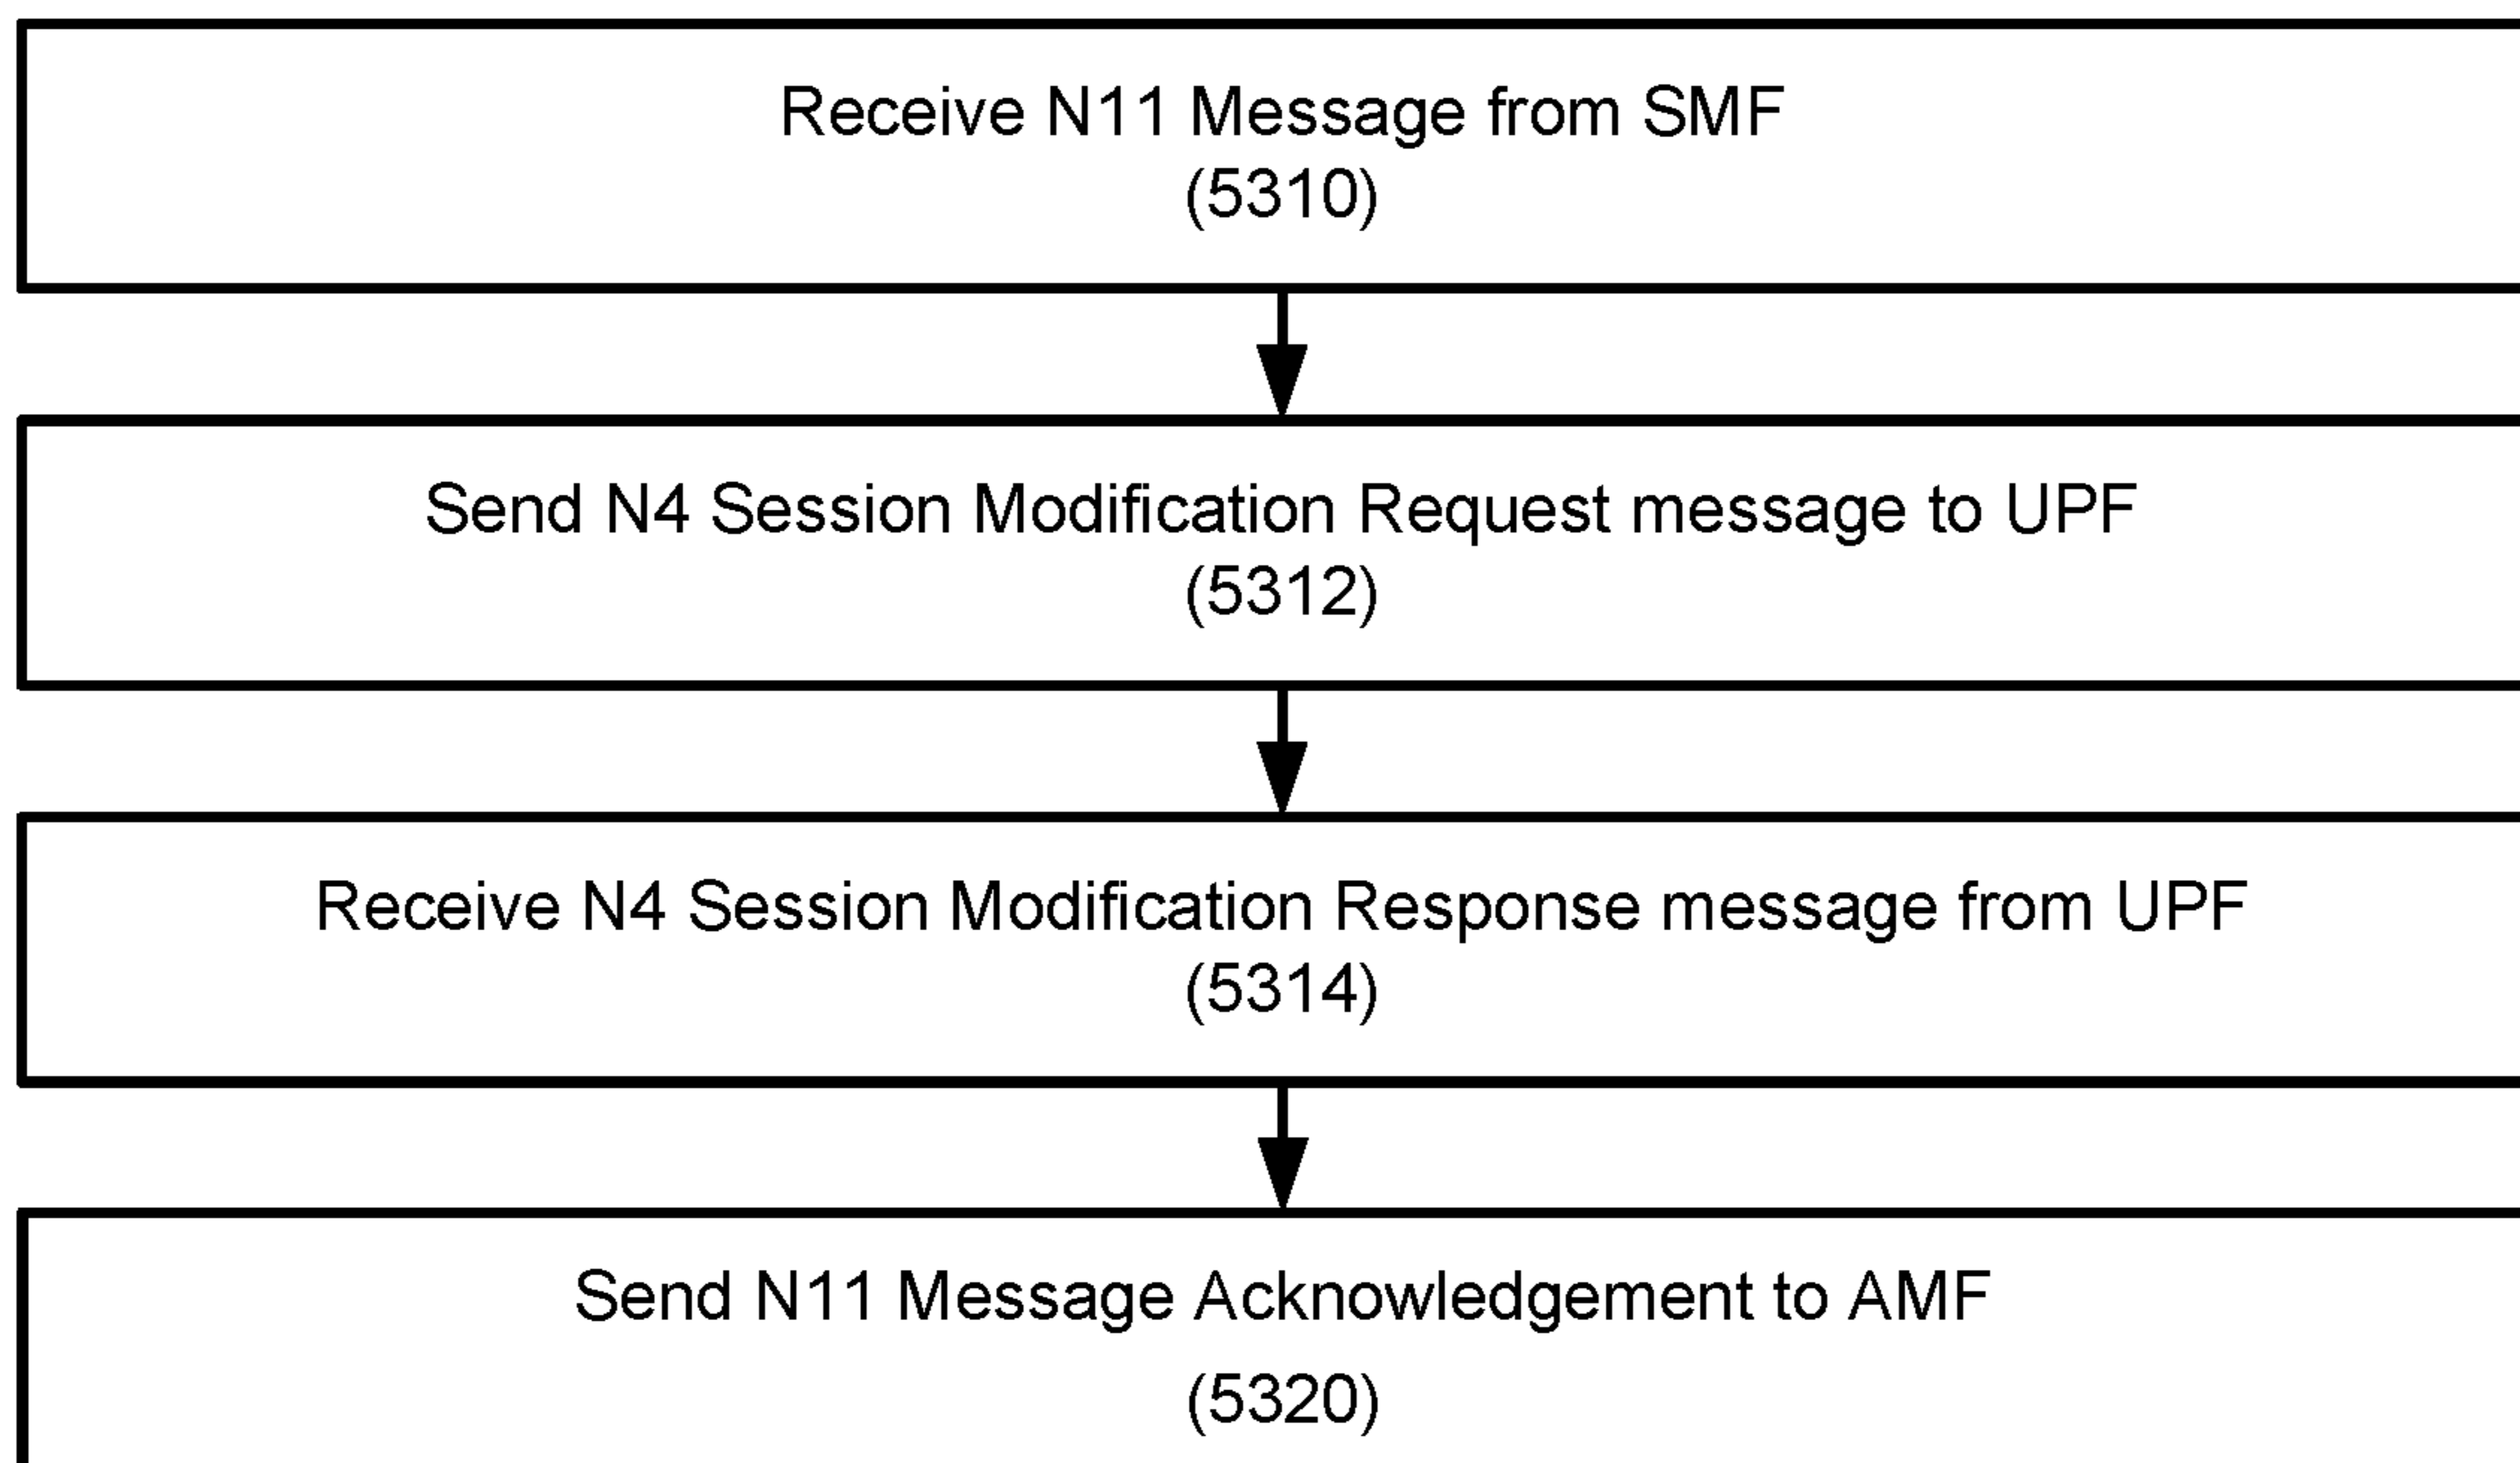 Receive N11 Message from SMF
(5310)
Send N4 Session Modification Request message to UPF
(5312)
Receive N4 Session Modification Response message from UPF
(5314)
Send N11 Message Acknowledgement to AMF
(5320)